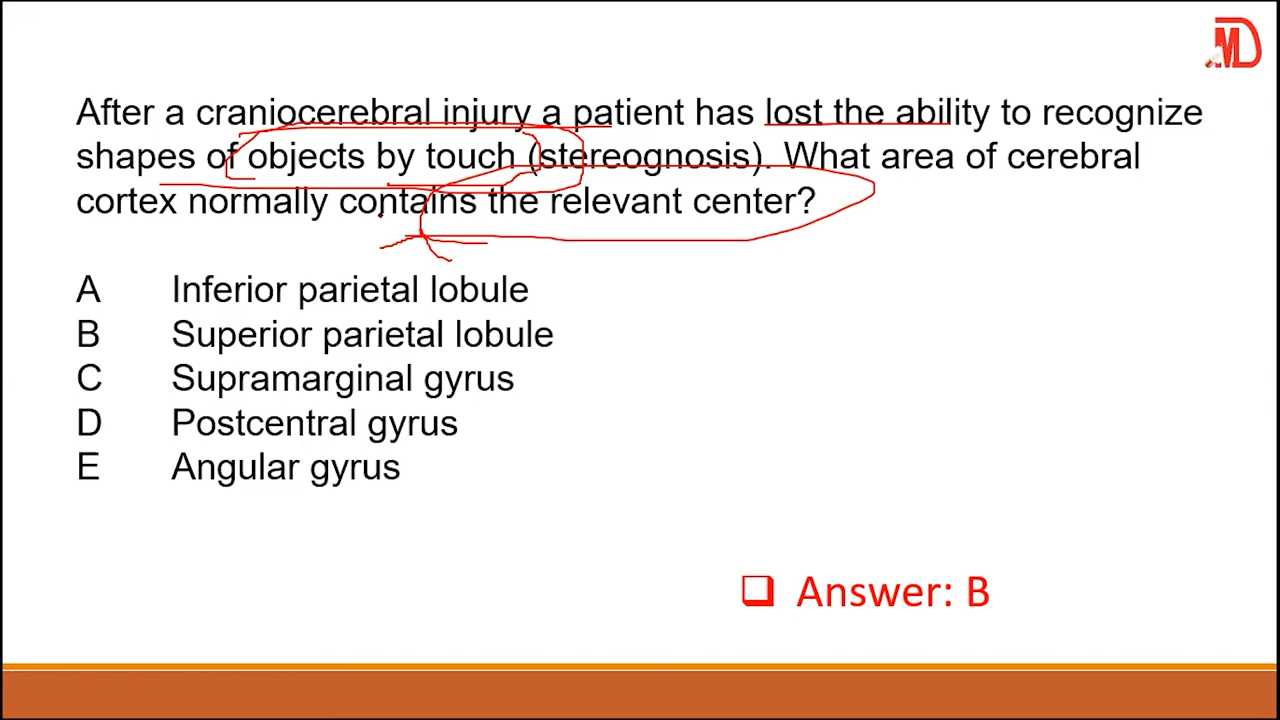 MD
After a craniocerebral injury a patient has lost the ability to recognize
shapes of objects by touch (stereognosis). What area of cerebral
cortex normally contains the relevant center?
A Inferior parietal lobule
B Superior parietal lobule
C Supramarginal gyrus
D Postcentral gyrus
E Angular gyrus
Answer: B